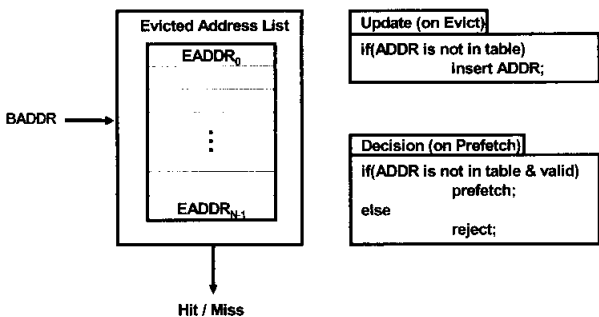 Evicted Address List
EADDR0
BADDR
EADDRN-1
Hit / Miss
Update (on Evict)
if(ADDR is not in table)
insert ADDR;
Decision (on Prefetch)
if(ADDR is not in table & valid)
prefetch;
else
reject;